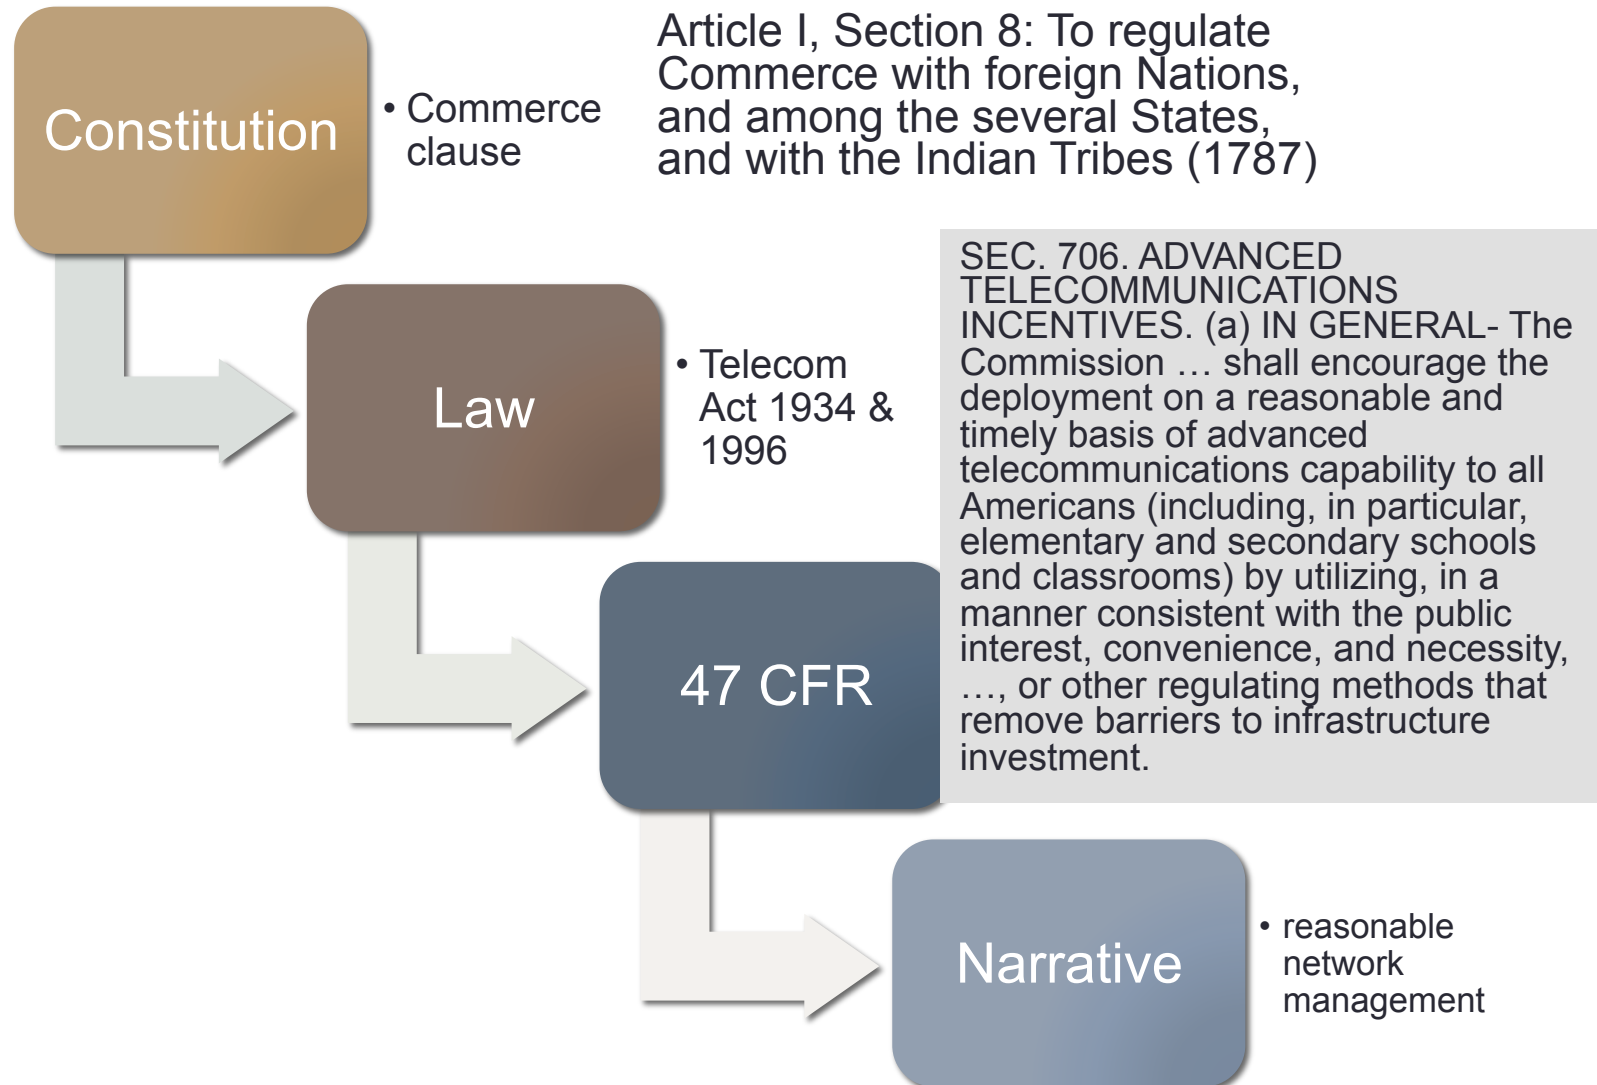 Constitution
• Commerce
clause
Article I, Section 8: To regulate
Commerce with foreign Nations,
and among the several States,
and with the Indian Tribes (1787)
Law
• Telecom
Act 1934 &
1996
SEC. 706. ADVANCED
TELECOMMUNICATIONS
INCENTIVES. (a) IN GENERAL- The
Commission … shall encourage the
deployment on a reasonable and
timely basis of advanced
telecommunications capability to all
Americans (including, in particular,
elementary and secondary schools
and classrooms) by utilizing, in a
manner consistent with the public
interest, convenience, and necessity,
…, or other regulating methods that
remove barriers to infrastructure
investment.
47 CFR
Narrative
• reasonable
network
management